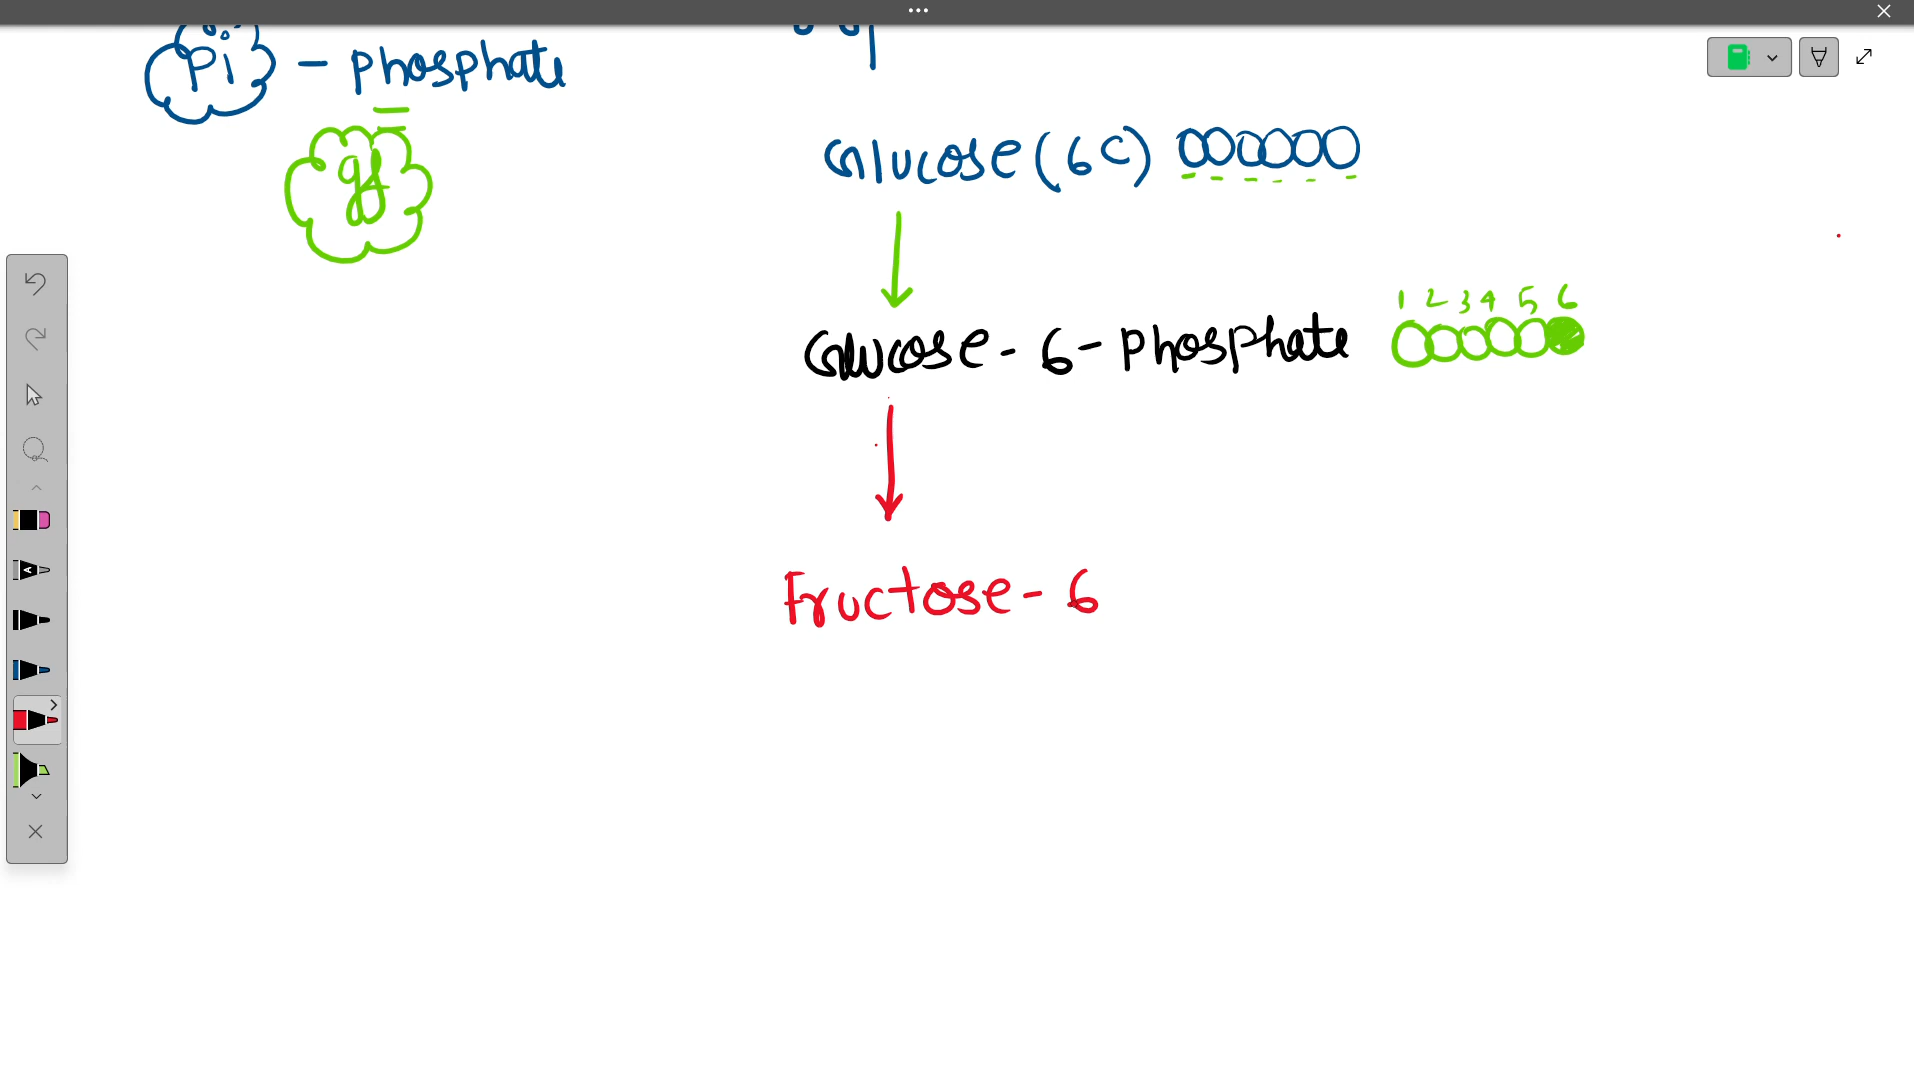 Pi - phosphate
Glucose (6C)
1 2 3 4 5 6
Glucose - 6 - phosphate
Fructose - 6